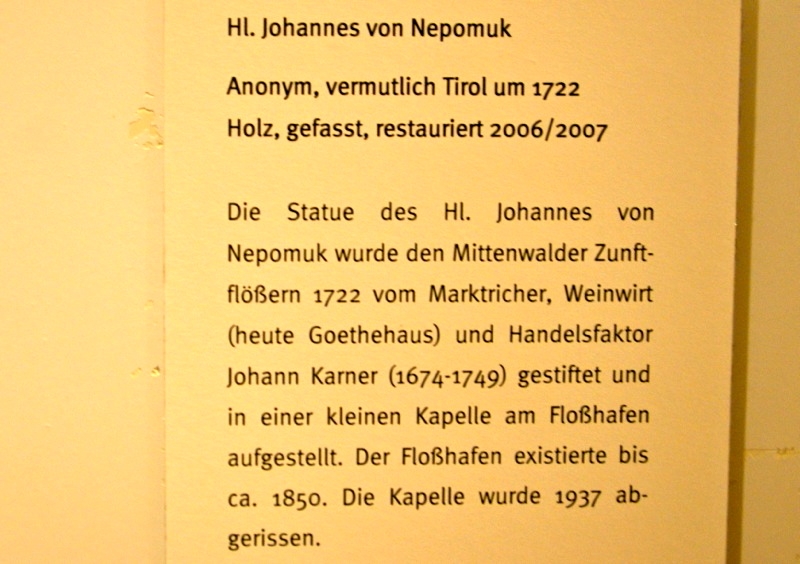 Hl. Johannes von Nepomuk
Anonym, vermutlich Tirol um 1722
Holz, gefasst, restauriert 2006/2007
Die Statue des Hl. Johannes von
Nepomuk wurde den Mittenwalder Zunft-
flößern 1722 vom Marktricher, Weinwirt
(heute Goethehaus) und Handelsfaktor
Johann Karner (1674-1749) gestiftet und
in einer kleinen Kapelle am Floßhafen
aufgestellt. Der Floßhafen existierte bis
ca. 1850. Die Kapelle wurde 1937 ab-
gerissen.